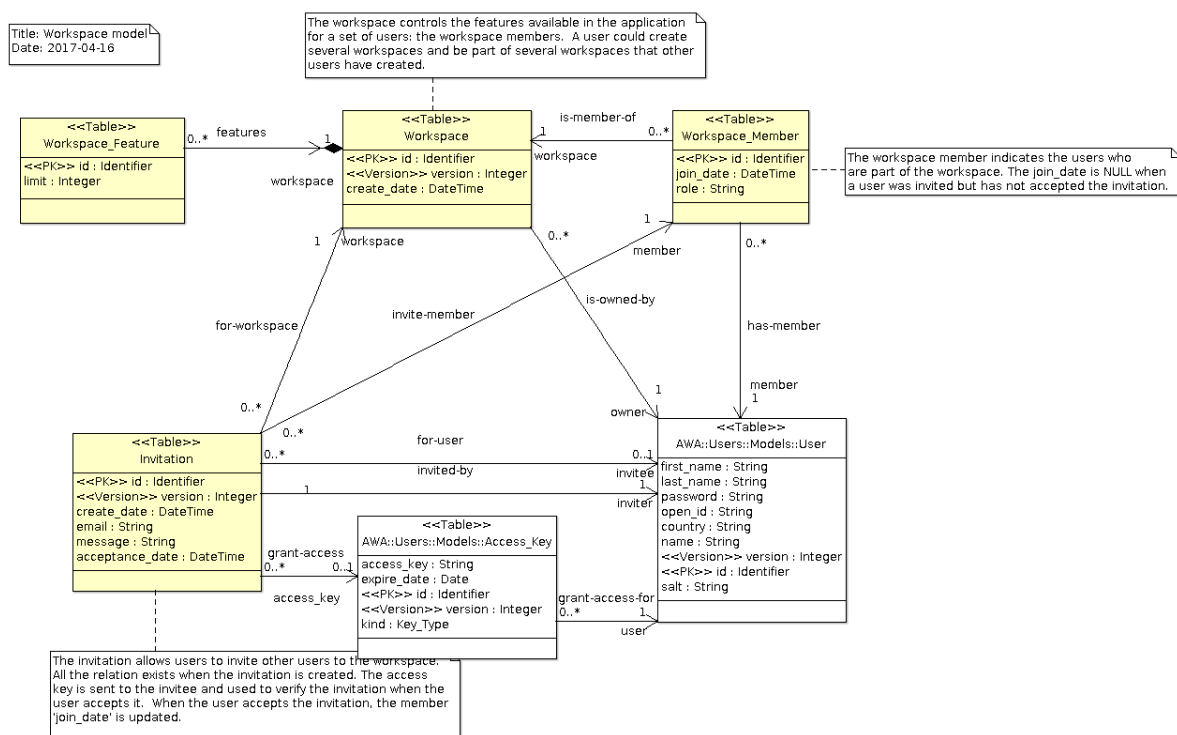 Title: Workspace model
Date: 2017-04-16
The workspace controls the features available in the application
for a set of users: the workspace members.  A user could create
several workspaces and be part of several workspaces that other
users have created.
<<Table>>
Workspace_Feature
<<PK>> id : Identifier
limit : Integer
0..*
features
1
workspace
<<Table>>
Workspace
<<PK>> id : Identifier
<<Version>> version : Integer
create_date : DateTime
is-member-of
1
0..*
workspace
<<Table>>
Workspace_Member
<<PK>> id : Identifier
join_date : DateTime
role : String
The workspace member indicates the users who
are part of the workspace. The join_date is NULL when
a user was invited but has not accepted the invitation.
1
workspace
0..*
1
member
0..*
is-owned-by
invite-member
for-workspace
has-member
0..*
0..*
1
owner
member
1
<<Table>>
Invitation
<<PK>> id : Identifier
<<Version>> version : Integer
create_date : DateTime
email : String
message : String
acceptance_date : DateTime
for-user
0..*
0..1
invitee
invited-by
1
1
inviter
<<Table>>
AWA::Users::Models::User
first_name : String
last_name : String
password : String
open_id : String
country : String
name : String
<<Version>> version : Integer
<<PK>> id : Identifier
salt : String
grant-access
0..*
0..1
access_key
<<Table>>
AWA::Users::Models::Access_Key
access_key : String
expire_date : Date
<<PK>> id : Identifier
<<Version>> version : Integer
kind : Key_Type
grant-access-for
0..*
1
user
The invitation allows users to invite other users to the workspace.
All the relation exists when the invitation is created. The access
key is sent to the invitee and used to verify the invitation when the
user accepts it.  When the user accepts the invitation, the member
'join_date' is updated.